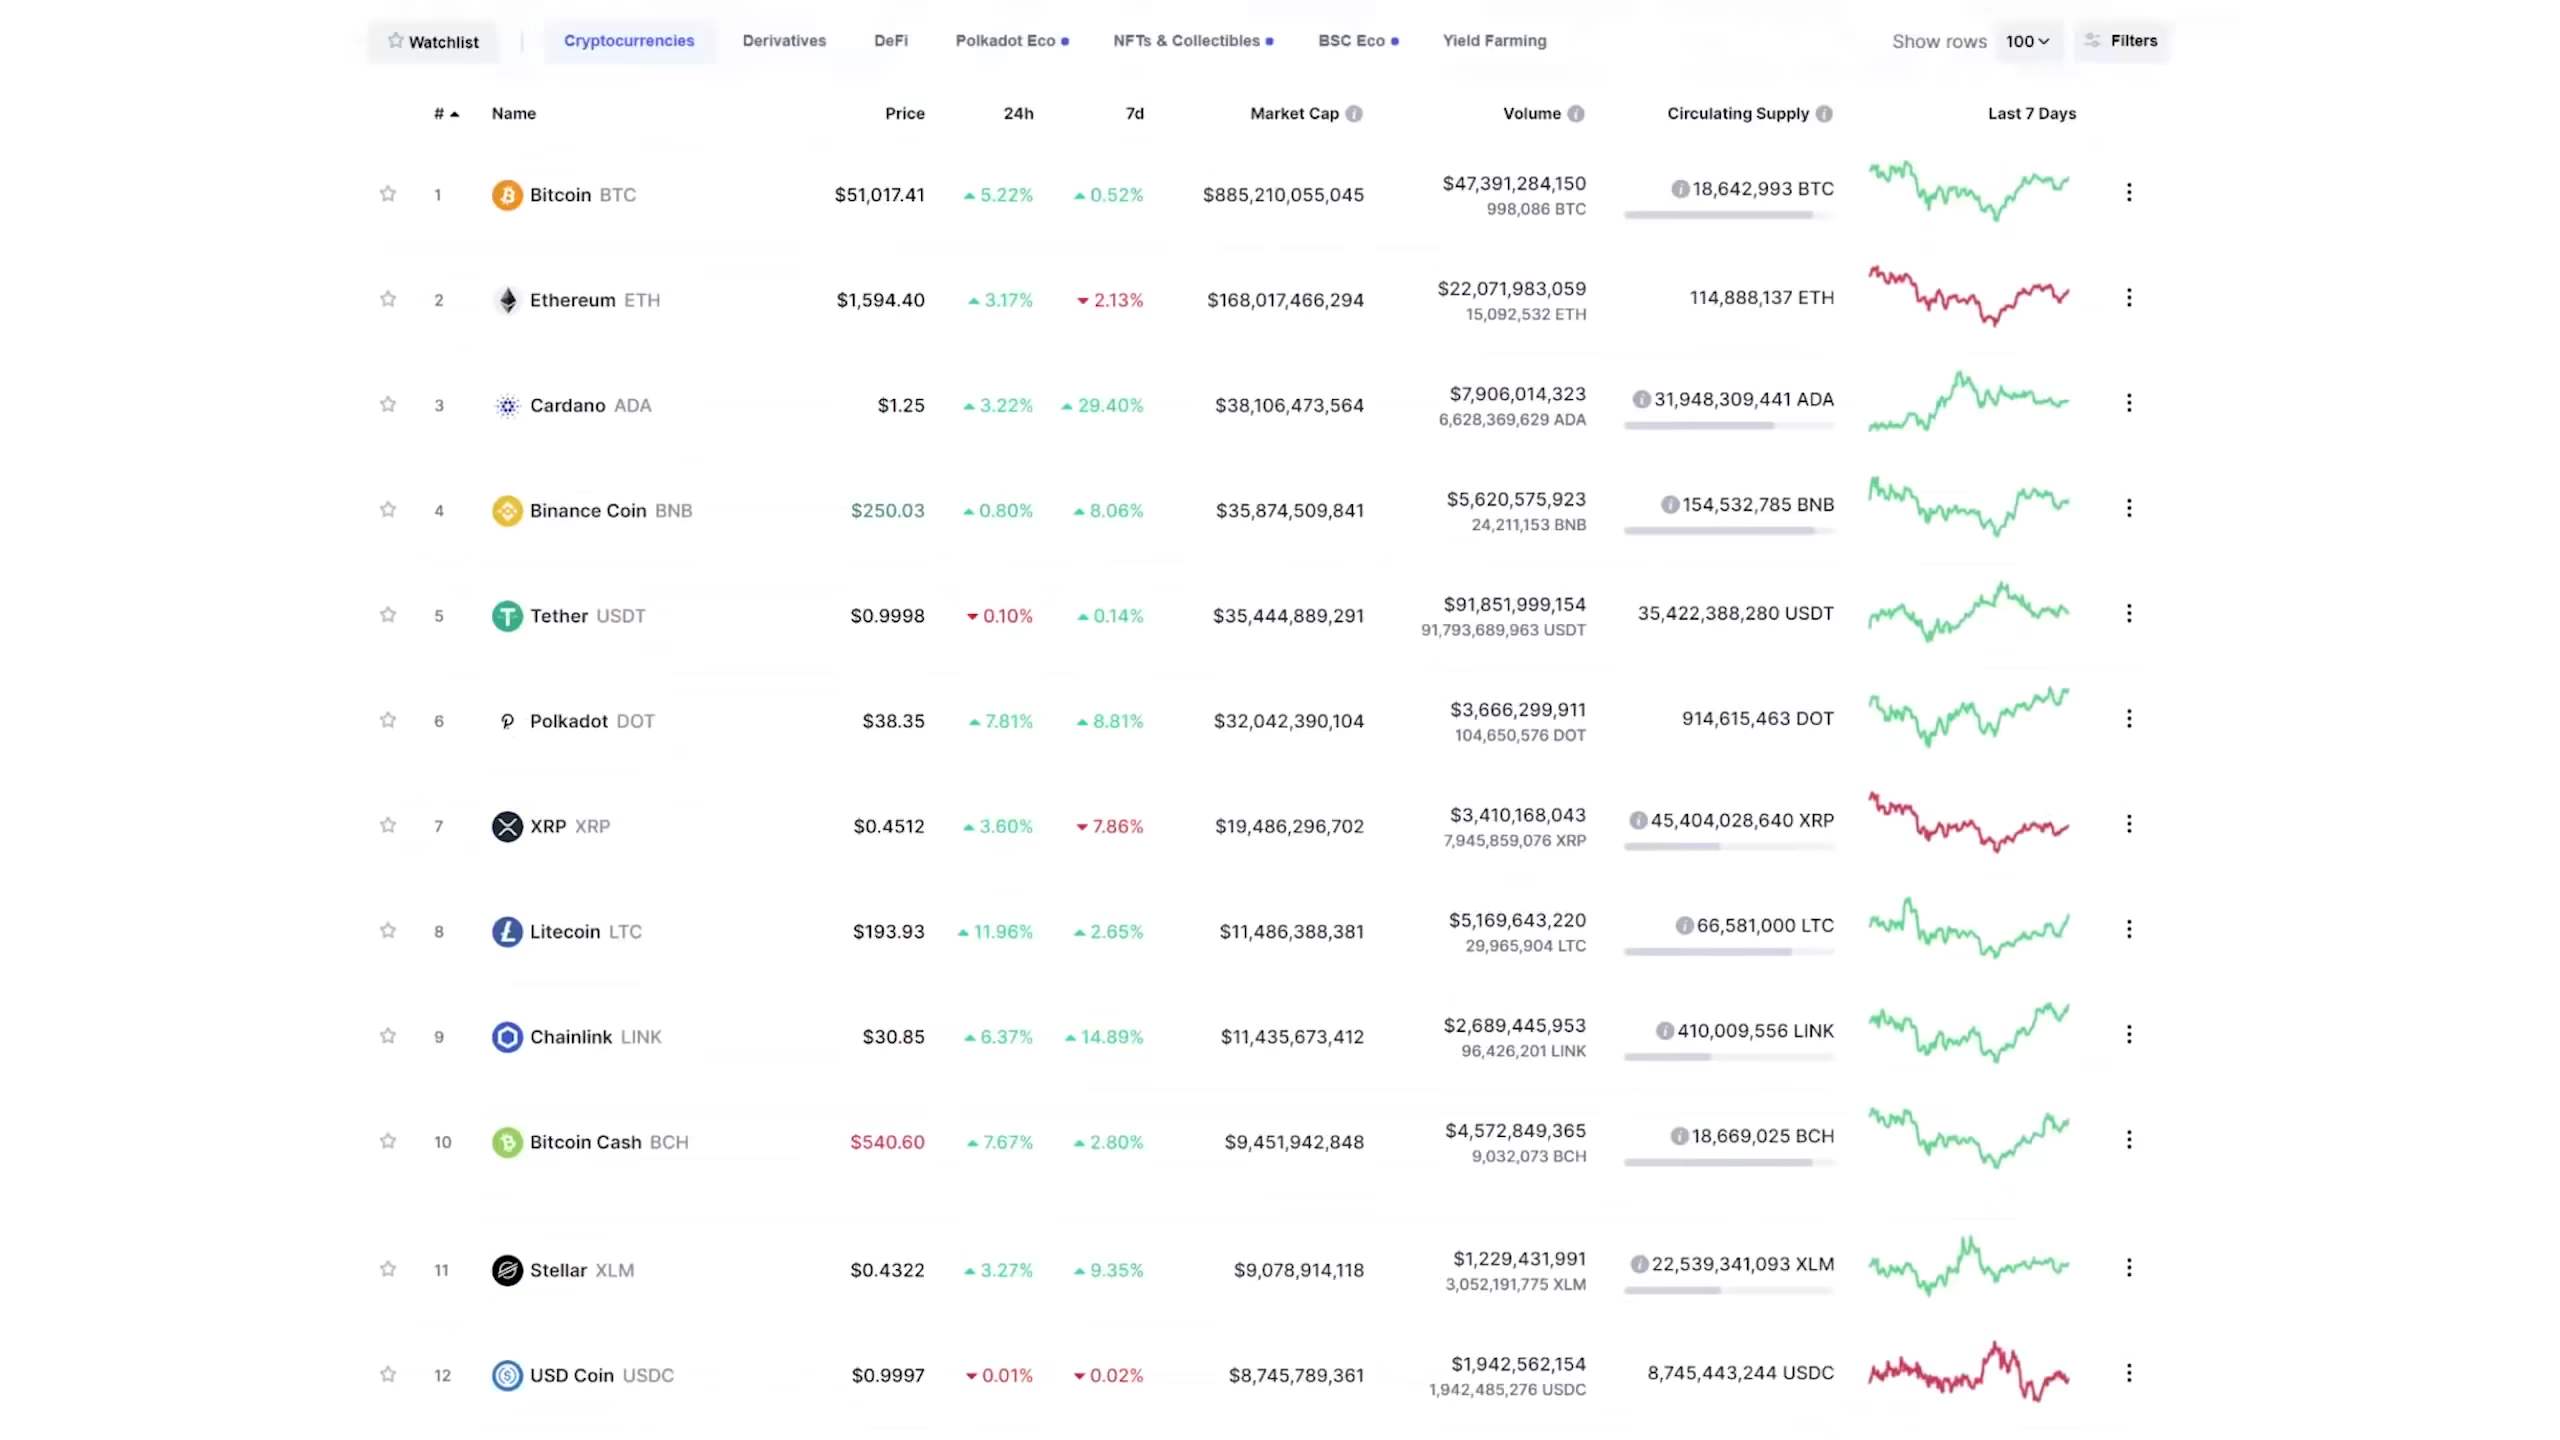 Watchlist Cryptocurrencies Derivatives DeFi Polkadot Eco NFTs & Collectibles BSC Eco Yield Farming Show rows 100 Filters
# Name Price 24h 7d Market Cap Volume Circulating Supply Last 7 Days
1 Bitcoin BTC $51,017.41 5.22% 0.52% $885,210,055,045 $47,391,284,150 18,642,993 BTC
998,086 BTC
2 Ethereum ETH $1,594.40 3.17% 2.13% $168,017,466,294 $22,071,983,059 114,888,137 ETH
15,092,532 ETH
3 Cardano ADA $1.25 3.22% 29.40% $38,106,473,564 $7,906,014,323 31,948,309,441 ADA
6,628,369,629 ADA
4 Binance Coin BNB $250.03 0.80% 8.06% $35,874,509,841 $5,620,575,923 154,532,785 BNB
24,211,153 BNB
5 Tether USDT $0.9998 0.10% 0.14% $35,444,889,291 $91,851,999,154 35,422,388,280 USDT
91,793,689,963 USDT
6 Polkadot DOT $38.35 7.81% 8.81% $32,042,390,104 $3,666,299,911 914,615,463 DOT
104,650,576 DOT
7 XRP XRP $0.4512 3.60% 7.86% $19,486,296,702 $3,410,168,043 45,404,028,640 XRP
7,945,859,076 XRP
8 Litecoin LTC $193.93 11.96% 2.65% $11,486,388,381 $5,169,643,220 66,581,000 LTC
29,965,904 LTC
9 Chainlink LINK $30.85 6.37% 14.89% $11,435,673,412 $2,689,445,953 410,009,556 LINK
96,426,201 LINK
10 Bitcoin Cash BCH $540.60 7.67% 2.80% $9,451,942,848 $4,572,849,365 18,669,025 BCH
9,032,073 BCH
11 Stellar XLM $0.4322 3.27% 9.35% $9,078,914,118 $1,229,431,991 22,539,341,093 XLM
3,052,191,775 XLM
12 USD Coin USDC $0.9997 0.01% 0.02% $8,745,789,361 $1,942,562,154 8,745,443,244 USDC
1,942,485,276 USDC